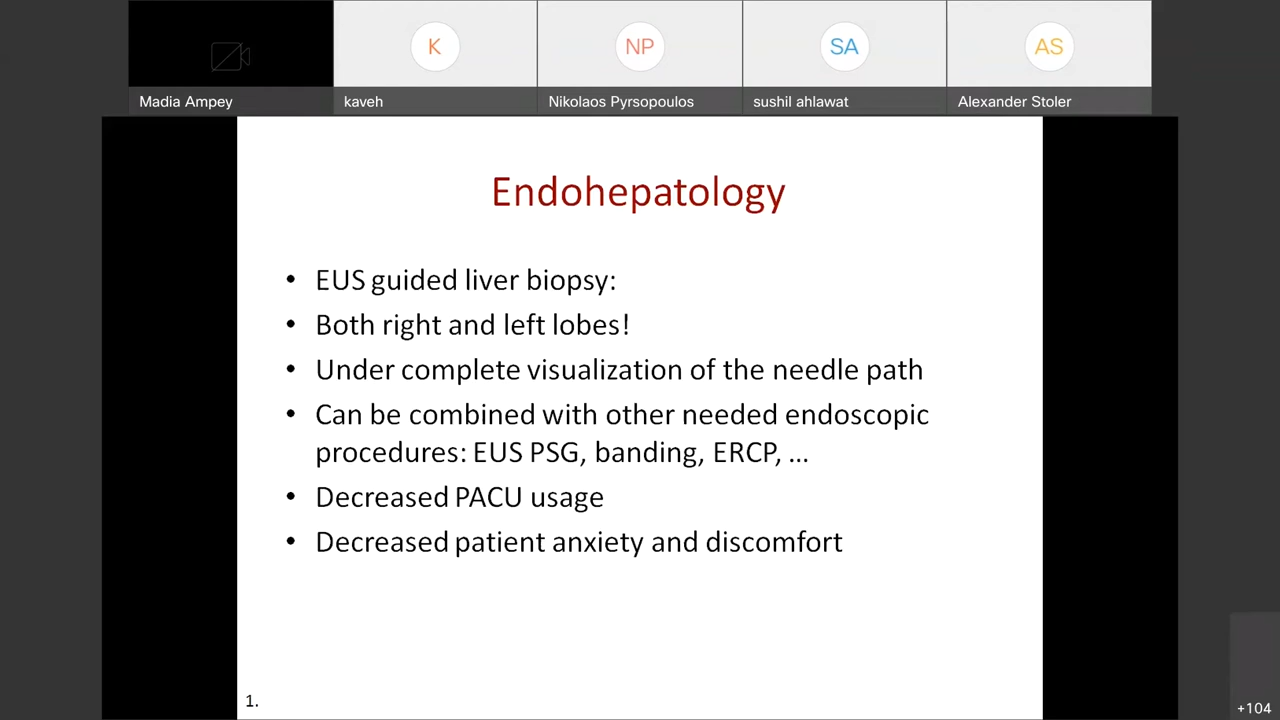 K
NP
SA
AS
Madia Ampey
kaveh
Nikolaos Pyrsopoulos
sushil ahlawat
Alexander Stoler
Endohepatology
• EUS guided liver biopsy:
• Both right and left lobes!
• Under complete visualization of the needle path
• Can be combined with other needed endoscopic
procedures: EUS PSG, banding, ERCP, ...
• Decreased PACU usage
• Decreased patient anxiety and discomfort
1.
+104